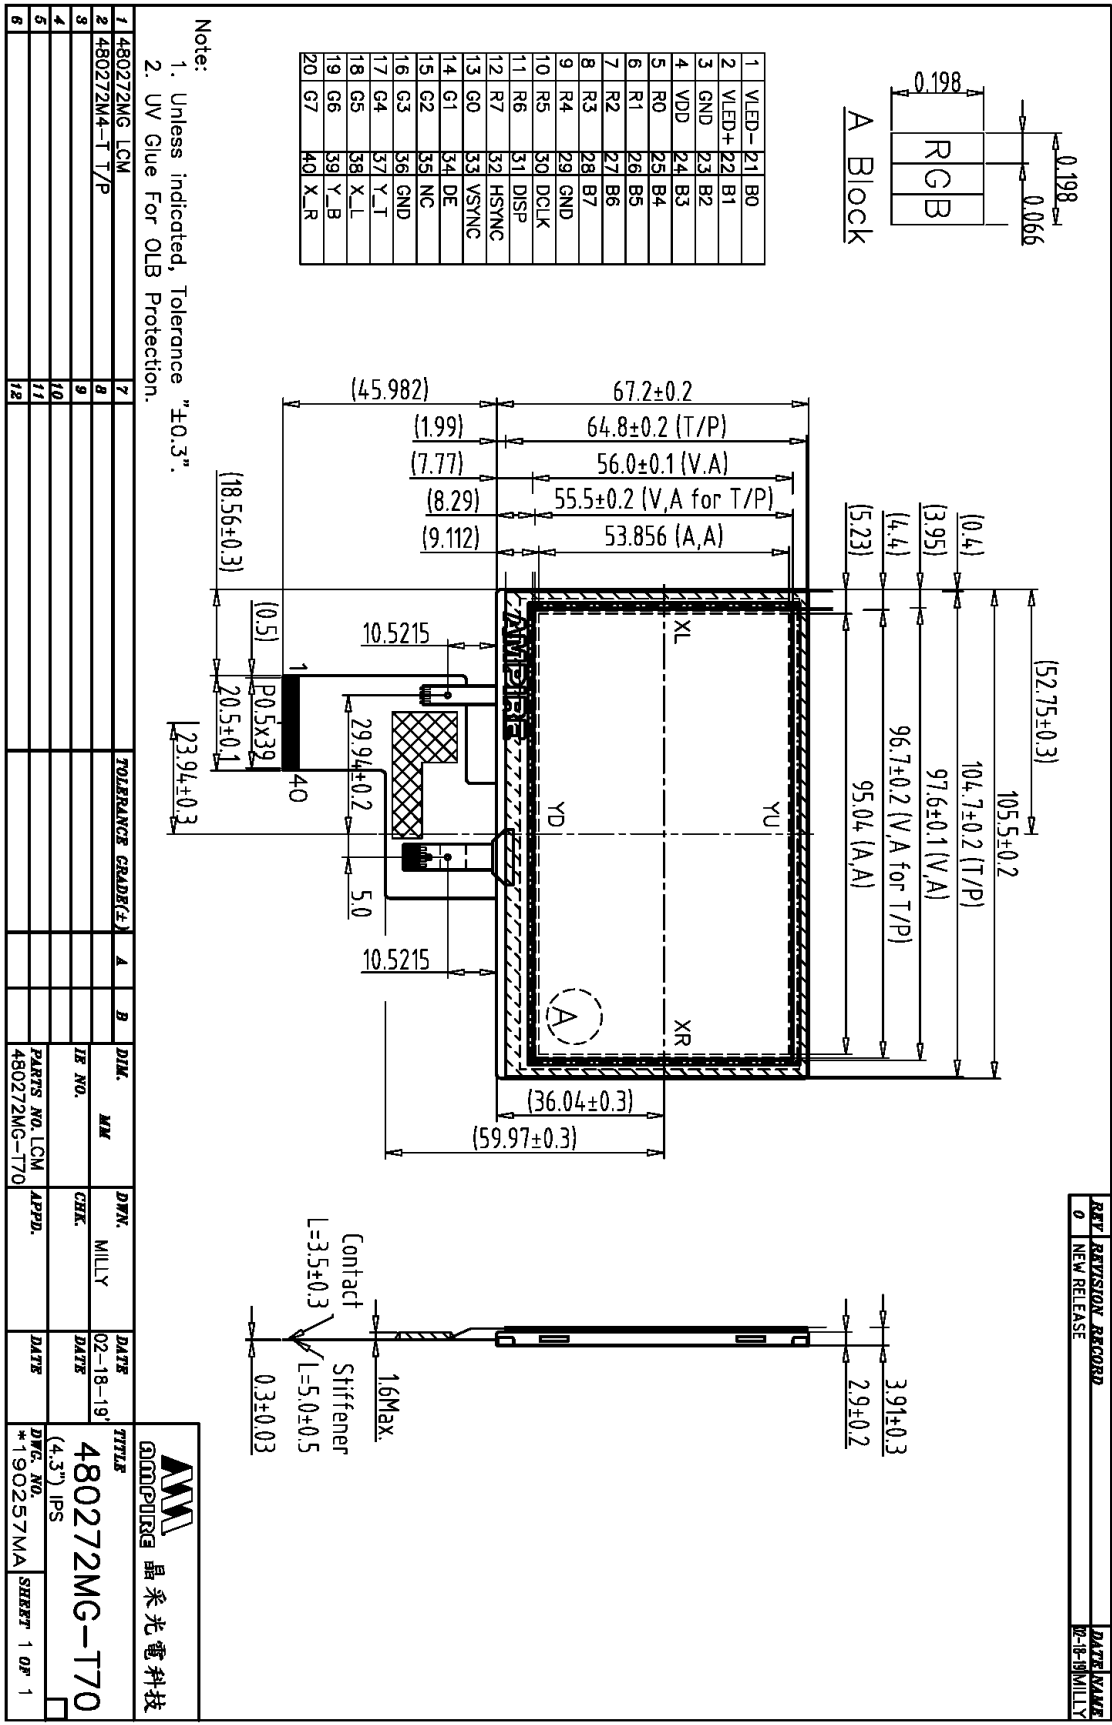 REV REVISION RECORD DATE NAME
0 NEW RELEASE 02-18-19 MILLY
0.198
0.066
0.198
R G B
A Block
1 VLED- 21 B0
2 VLED+ 22 B1
3 GND 23 B2
4 VDD 24 B3
5 R0 25 B4
6 R1 26 B5
7 R2 27 B6
8 R3 28 B7
9 R4 29 GND
10 R5 30 DCLK
11 R6 31 DISP
12 R7 32 HSYNC
13 G0 33 VSYNC
14 G1 34 DE
15 G2 35 NC
16 G3 36 GND
17 G4 37 Y_T
18 G5 38 X_L
19 G6 39 Y_B
20 G7 40 X_R
(52.75±0.3)
105.5±0.2
(0.4)
104.7±0.2 (T/P)
(3.95)
97.6±0.1 (V,A)
(4.4)
96.7±0.2 (V,A for T/P)
(5.23)
95.04 (A,A)
67.2±0.2
64.8±0.2 (T/P)
56.0±0.1 (V.A)
55.5±0.2 (V,A for T/P)
53.856 (A,A)
(45.982)
(1.99)
(7.77)
(8.29)
(9.112)
XL
YU
XR
YD
A
AMPIRE
10.5215
10.5215
29.94±0.2
5.0
(36.04±0.3)
(59.97±0.3)
1
40
(18.56±0.3)
(0.5)
P0.5x39
20.5±0.1
23.94±0.3
3.91±0.3
2.9±0.2
1.6Max.
Contact
L=3.5±0.3
Stiffener
L=5.0±0.5
0.3±0.03
Note:
1. Unless indicated, Tolerance "±0.3".
2. UV Glue For OLB Protection.
AMPIRE 晶采光電科技
1 480272MG LCM 7
2 480272M4-T T/P 8
3 9
4 10
5 11
6 12
TOLERANCE GRADE(±) A B
DIM. MM
IF NO.
PARTS NO. LCM
480272MG-T70
DWN. MILLY
CHK.
APPD.
DATE
02-18-19'
DATE
DATE
TITLE
480272MG-T70
(4.3") IPS
DWG. NO.
*190257MA
SHEET 1 OF 1